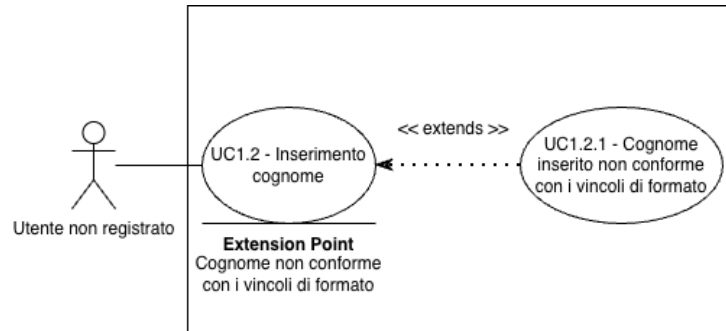 Utente non registrato
UC1.2 - Inserimento
cognome
Extension Point
Cognome non conforme
con i vincoli di formato
<< extends >>
UC1.2.1 - Cognome
inserito non conforme
con i vincoli di formato